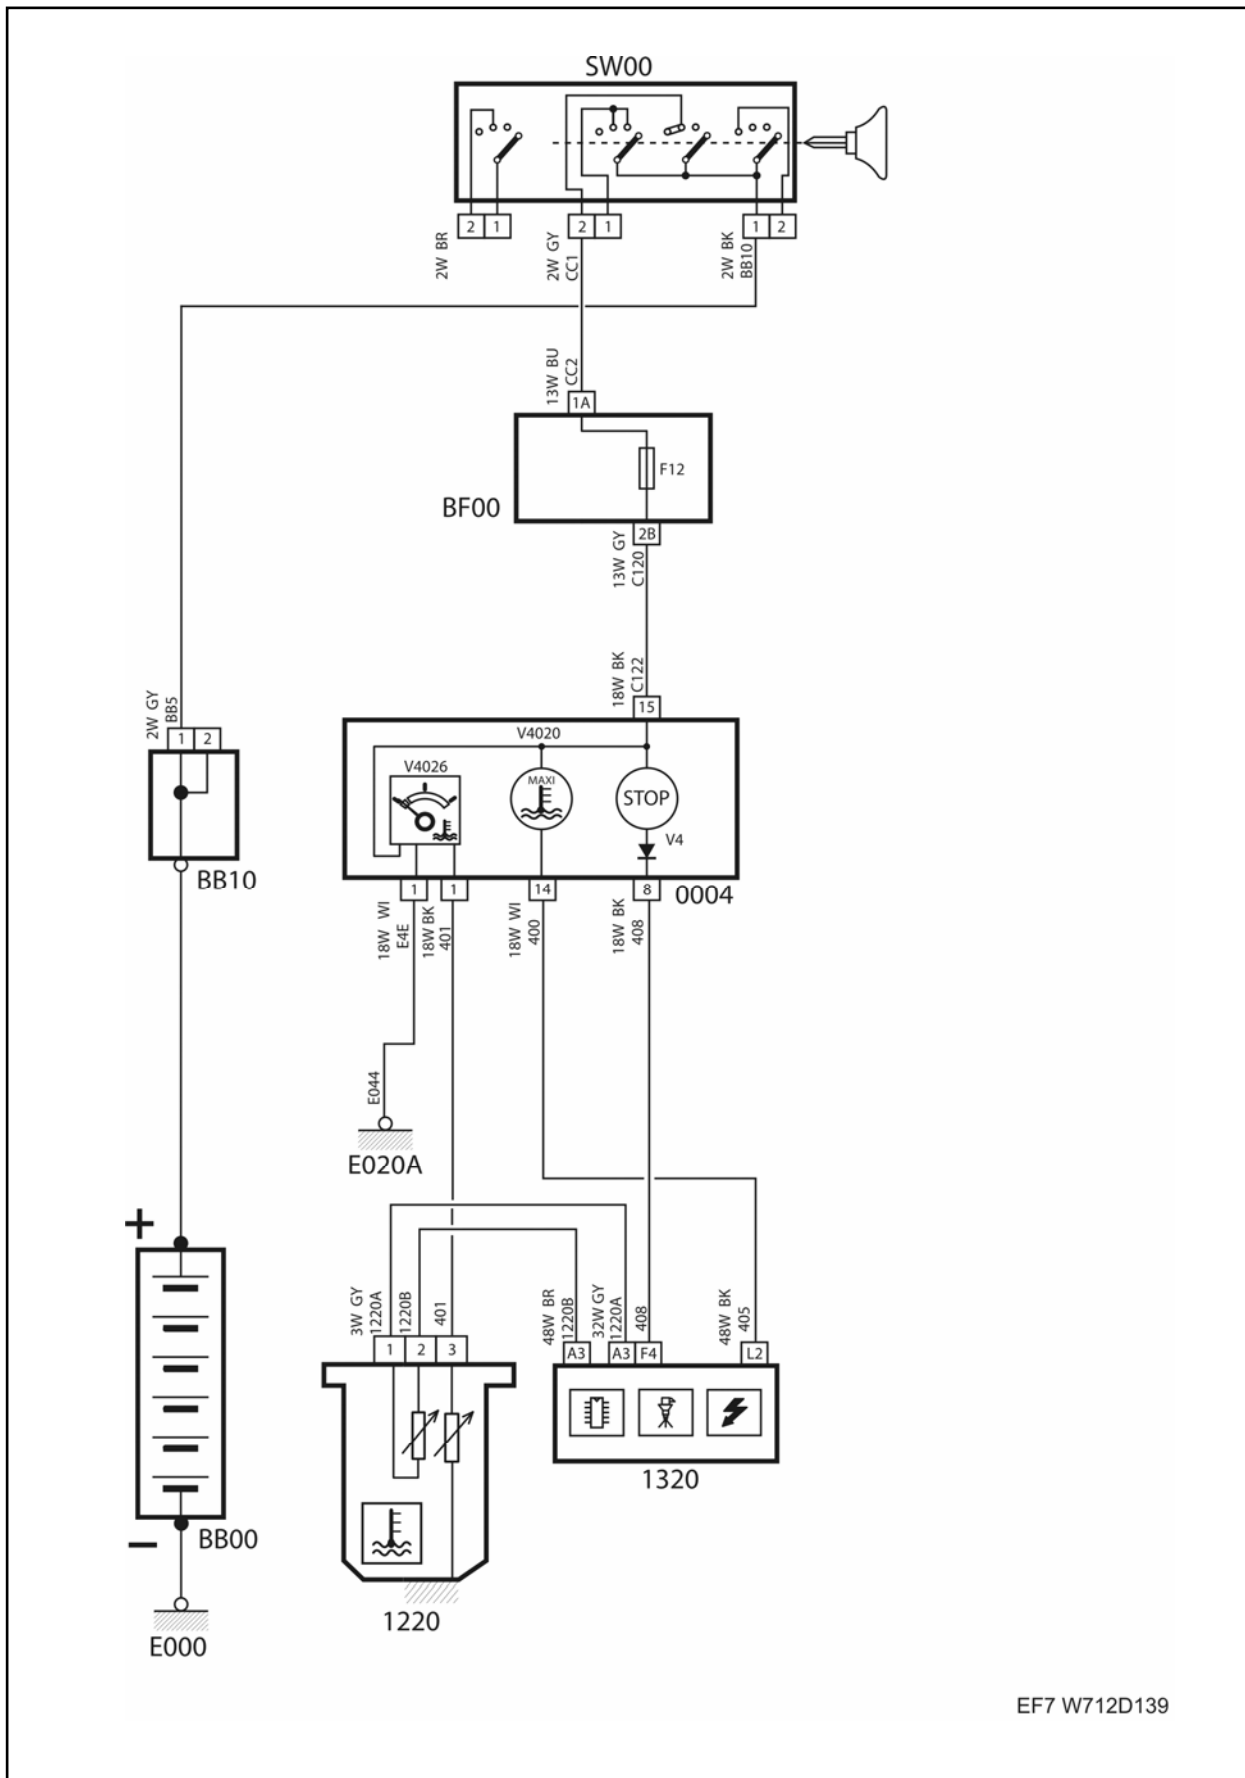 SW00
2 1
2 1
1 2
2W BR
2W GY
CC1
2W BK
BB10
13W BU
CC2
1A
F12
BF00
2B
13W GY
C120
18W BK
C122
15
2W GY
BB5
1 2
BB10
V4020
V4026
MAXI
STOP
V4
1
1
14
8
0004
18W WI
E4E
18W BK
401
18W WI
400
18W BK
408
E044
E020A
+
3W GY
1220A
1220B
401
48W BR
1220B
32W GY
1220A
408
48W BK
405
1 2 3
A3
A3 F4
L2
1320
−
BB00
1220
E000
EF7 W712D139